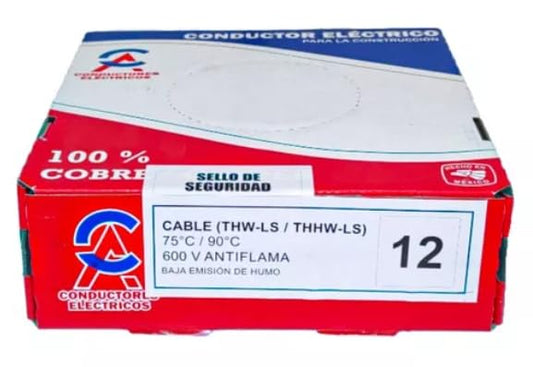 CONDUCTOR ELÉCTRICO
PARA LA CONSTRUCCIÓN
CONDUCTORES
ELÉCTRICOS
100 %
COBRE
HECHO EN
MÉXICO
SELLO DE
SEGURIDAD
CABLE (THW-LS / THHW-LS)
75°C / 90°C
600 V ANTIFLAMA
BAJA EMISIÓN DE HUMO
12
CONDUCTORES
ELÉCTRICOS